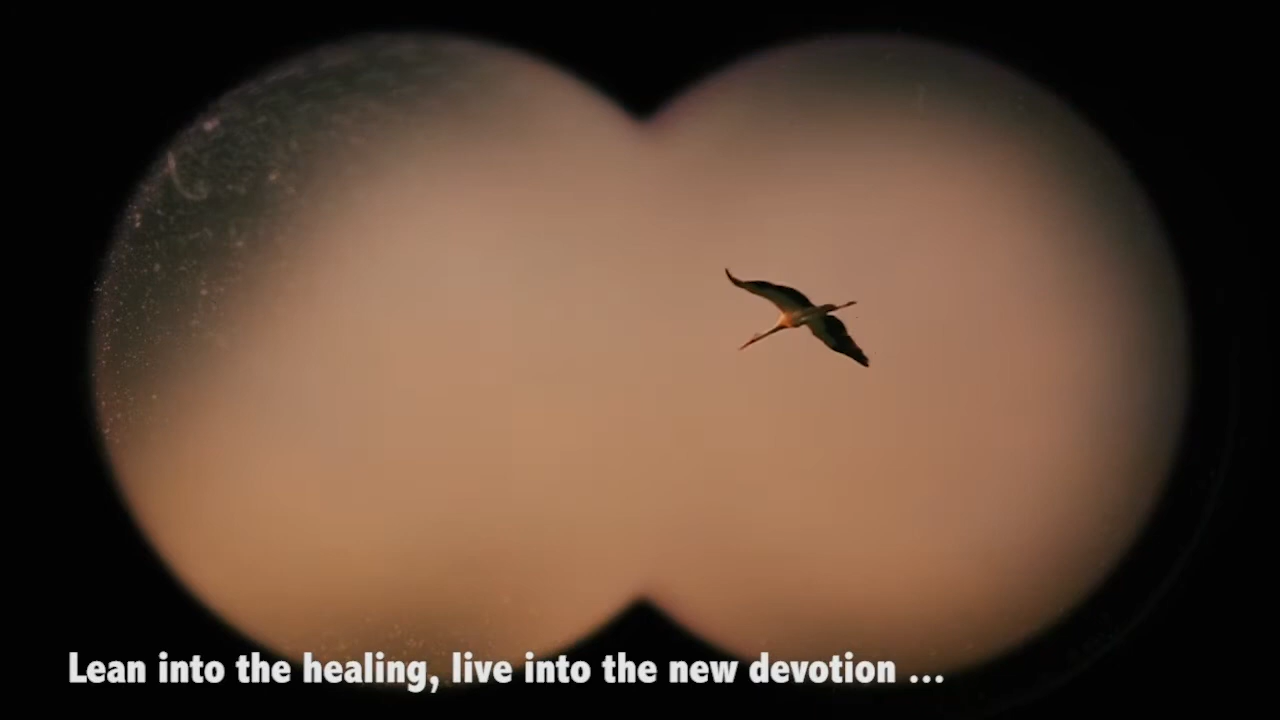 Lean into the healing, live into the new devotion ...